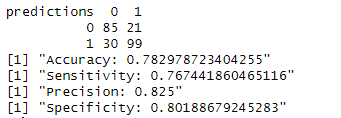 predictions 0 1
0 85 21
1 30 99
[1] "Accuracy: 0.782978723404255"
[1] "Sensitivity: 0.767441860465116"
[1] "Precision: 0.825"
[1] "Specificity: 0.80188679245283"